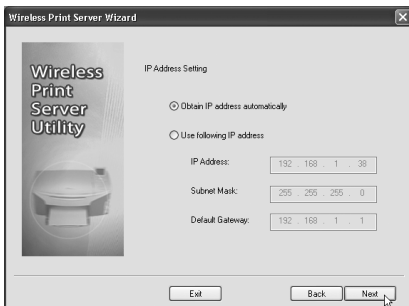 Wireless Print Server Wizard
Wireless
Print
Server
Utility
IP Address Setting
Obtain IP address automatically
Use following IP address
IP Address: 192 . 168 . 1 . 38
Subnet Mask: 255 . 255 . 255 . 0
Default Gateway: 192 . 168 . 1 . 1
Exit Back Next